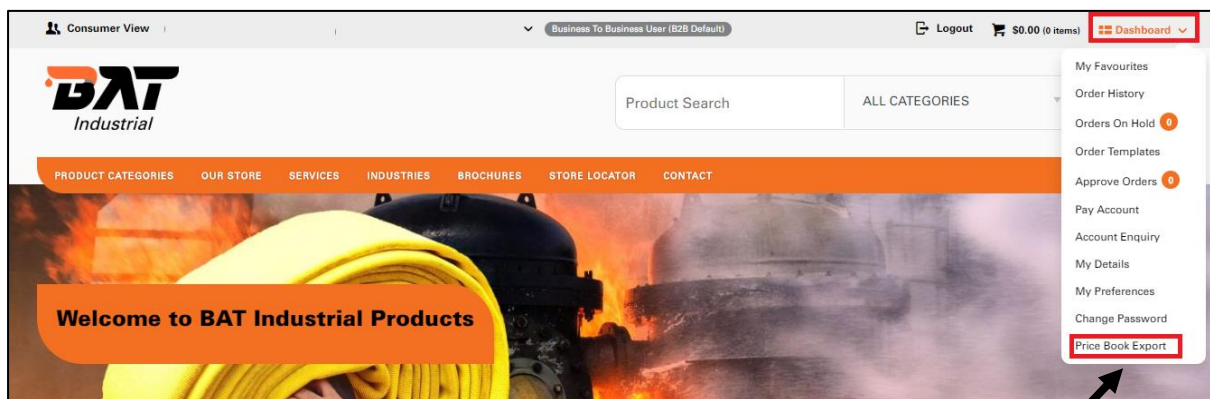 Consumer View
Business To Business User (B2B Default)
Logout
$0.00 (0 items)
Dashboard
My Favourites
Order History
Orders On Hold 0
Order Templates
Approve Orders 0
Pay Account
Account Enquiry
My Details
My Preferences
Change Password
Price Book Export
BAT
Industrial
Product Search
ALL CATEGORIES
PRODUCT CATEGORIES OUR STORE SERVICES INDUSTRIES BROCHURES STORE LOCATOR CONTACT
Welcome to BAT Industrial Products